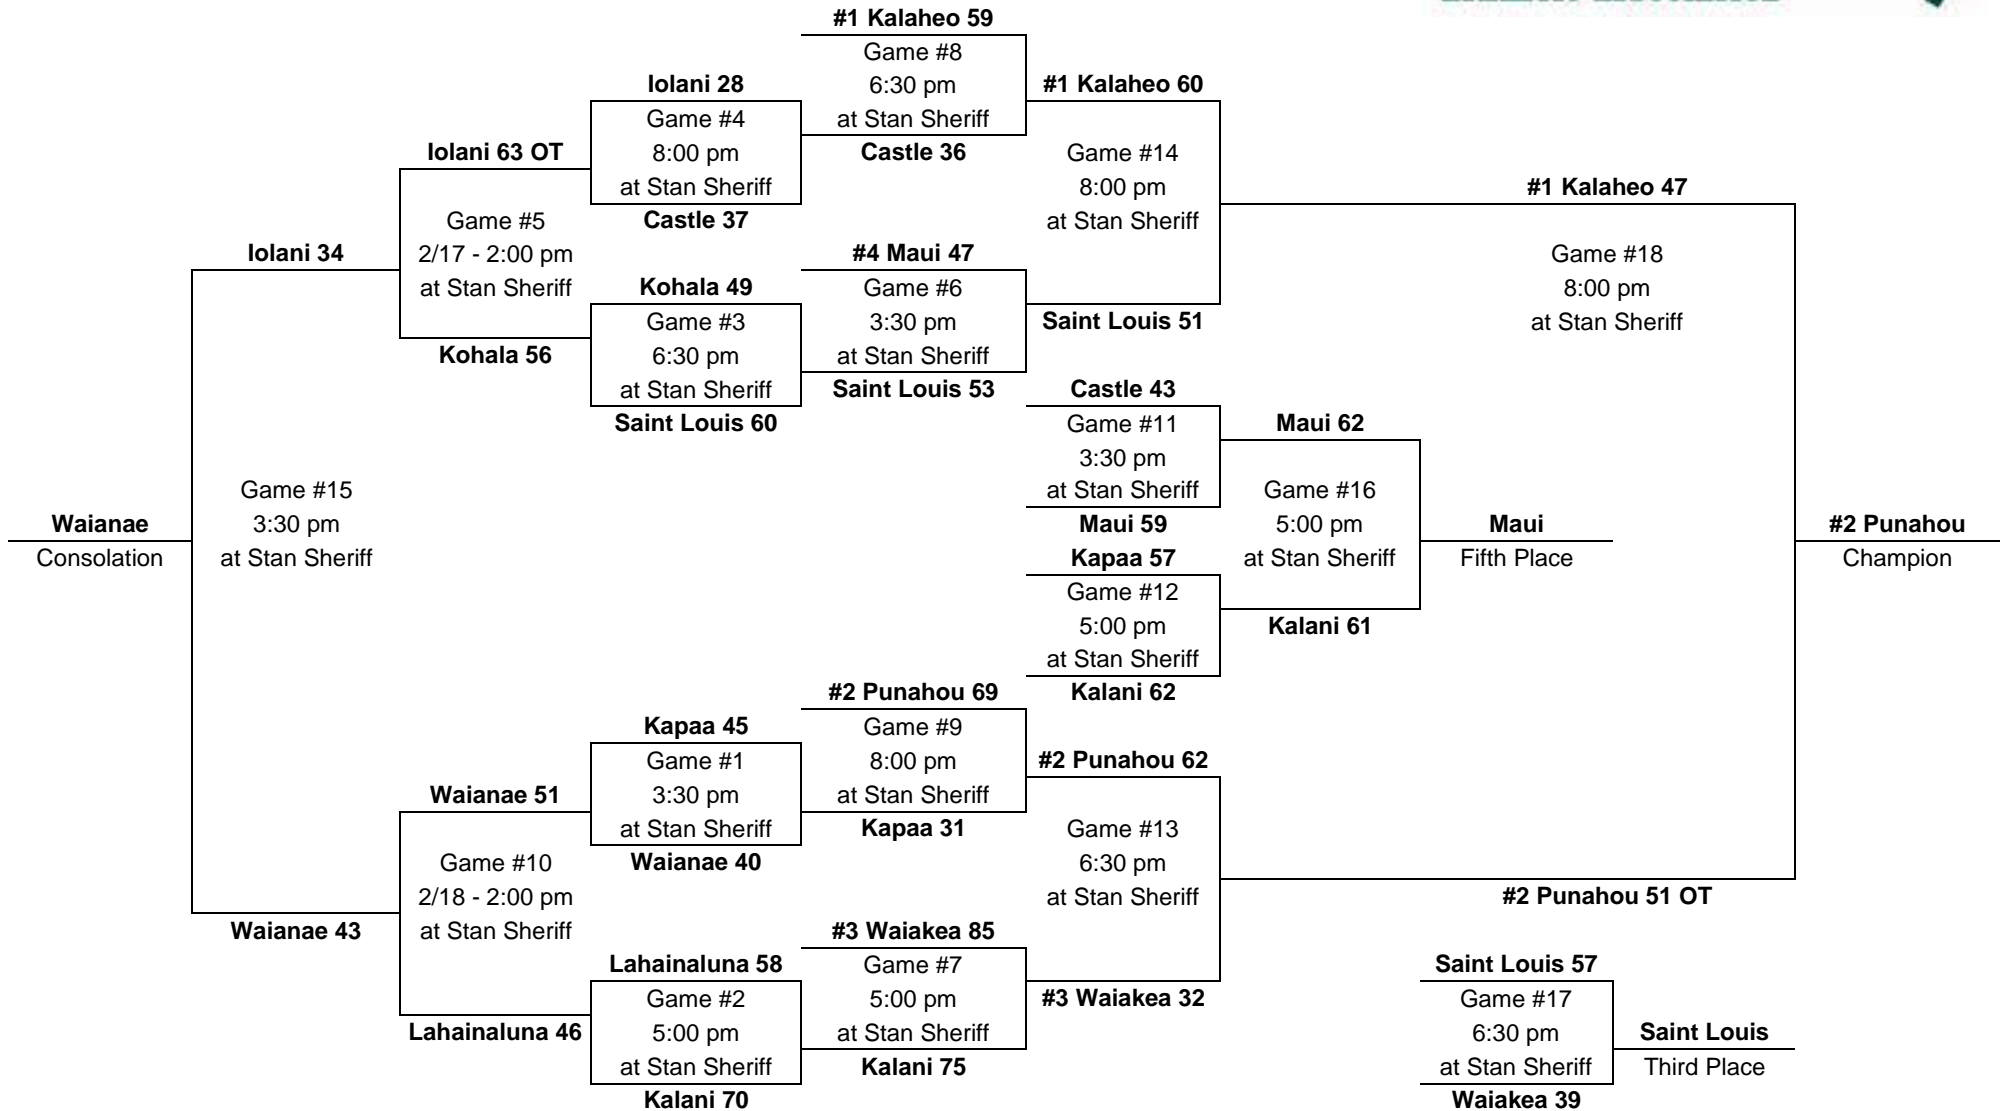 #1 Kalaheo 59
Game #8
6:30 pm
at Stan Sheriff
Castle 36
Iolani 28
Game #4
8:00 pm
at Stan Sheriff
Castle 37
#1 Kalaheo 60
Game #14
8:00 pm
at Stan Sheriff
Saint Louis 51
Iolani 63 OT
Game #5
2/17 - 2:00 pm
at Stan Sheriff
Kohala 56
#1 Kalaheo 47
Game #18
8:00 pm
at Stan Sheriff
#2 Punahou 51 OT
Iolani 34
Game #15
3:30 pm
at Stan Sheriff
Waianae 43
#4 Maui 47
Game #6
3:30 pm
at Stan Sheriff
Saint Louis 53
Kohala 49
Game #3
6:30 pm
at Stan Sheriff
Saint Louis 60
Castle 43
Game #11
3:30 pm
at Stan Sheriff
Maui 59
Maui 62
Game #16
5:00 pm
at Stan Sheriff
Kalani 61
Waianae
Consolation
Maui
Fifth Place
#2 Punahou
Champion
Kapaa 57
Game #12
5:00 pm
at Stan Sheriff
Kalani 62
#2 Punahou 69
Game #9
8:00 pm
at Stan Sheriff
Kapaa 31
Kapaa 45
Game #1
3:30 pm
at Stan Sheriff
Waianae 40
#2 Punahou 62
Game #13
6:30 pm
at Stan Sheriff
#3 Waiakea 32
Waianae 51
Game #10
2/18 - 2:00 pm
at Stan Sheriff
Lahainaluna 46
#3 Waiakea 85
Game #7
5:00 pm
at Stan Sheriff
Kalani 75
Lahainaluna 58
Game #2
5:00 pm
at Stan Sheriff
Kalani 70
Saint Louis 57
Game #17
6:30 pm
at Stan Sheriff
Waiakea 39
Saint Louis
Third Place